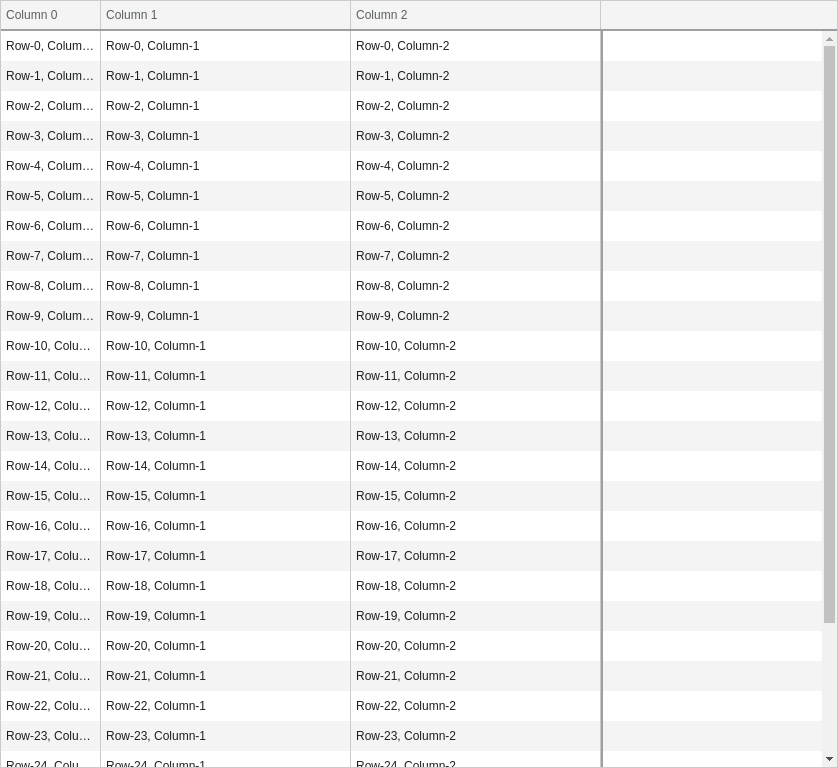 Column 0 Column 1 Column 2
Row-0, Colum… Row-0, Column-1 Row-0, Column-2
Row-1, Colum… Row-1, Column-1 Row-1, Column-2
Row-2, Colum… Row-2, Column-1 Row-2, Column-2
Row-3, Colum… Row-3, Column-1 Row-3, Column-2
Row-4, Colum… Row-4, Column-1 Row-4, Column-2
Row-5, Colum… Row-5, Column-1 Row-5, Column-2
Row-6, Colum… Row-6, Column-1 Row-6, Column-2
Row-7, Colum… Row-7, Column-1 Row-7, Column-2
Row-8, Colum… Row-8, Column-1 Row-8, Column-2
Row-9, Colum… Row-9, Column-1 Row-9, Column-2
Row-10, Colu… Row-10, Column-1 Row-10, Column-2
Row-11, Colu… Row-11, Column-1 Row-11, Column-2
Row-12, Colu… Row-12, Column-1 Row-12, Column-2
Row-13, Colu… Row-13, Column-1 Row-13, Column-2
Row-14, Colu… Row-14, Column-1 Row-14, Column-2
Row-15, Colu… Row-15, Column-1 Row-15, Column-2
Row-16, Colu… Row-16, Column-1 Row-16, Column-2
Row-17, Colu… Row-17, Column-1 Row-17, Column-2
Row-18, Colu… Row-18, Column-1 Row-18, Column-2
Row-19, Colu… Row-19, Column-1 Row-19, Column-2
Row-20, Colu… Row-20, Column-1 Row-20, Column-2
Row-21, Colu… Row-21, Column-1 Row-21, Column-2
Row-22, Colu… Row-22, Column-1 Row-22, Column-2
Row-23, Colu… Row-23, Column-1 Row-23, Column-2
Row-24, Colu… Row-24, Column-1 Row-24, Column-2